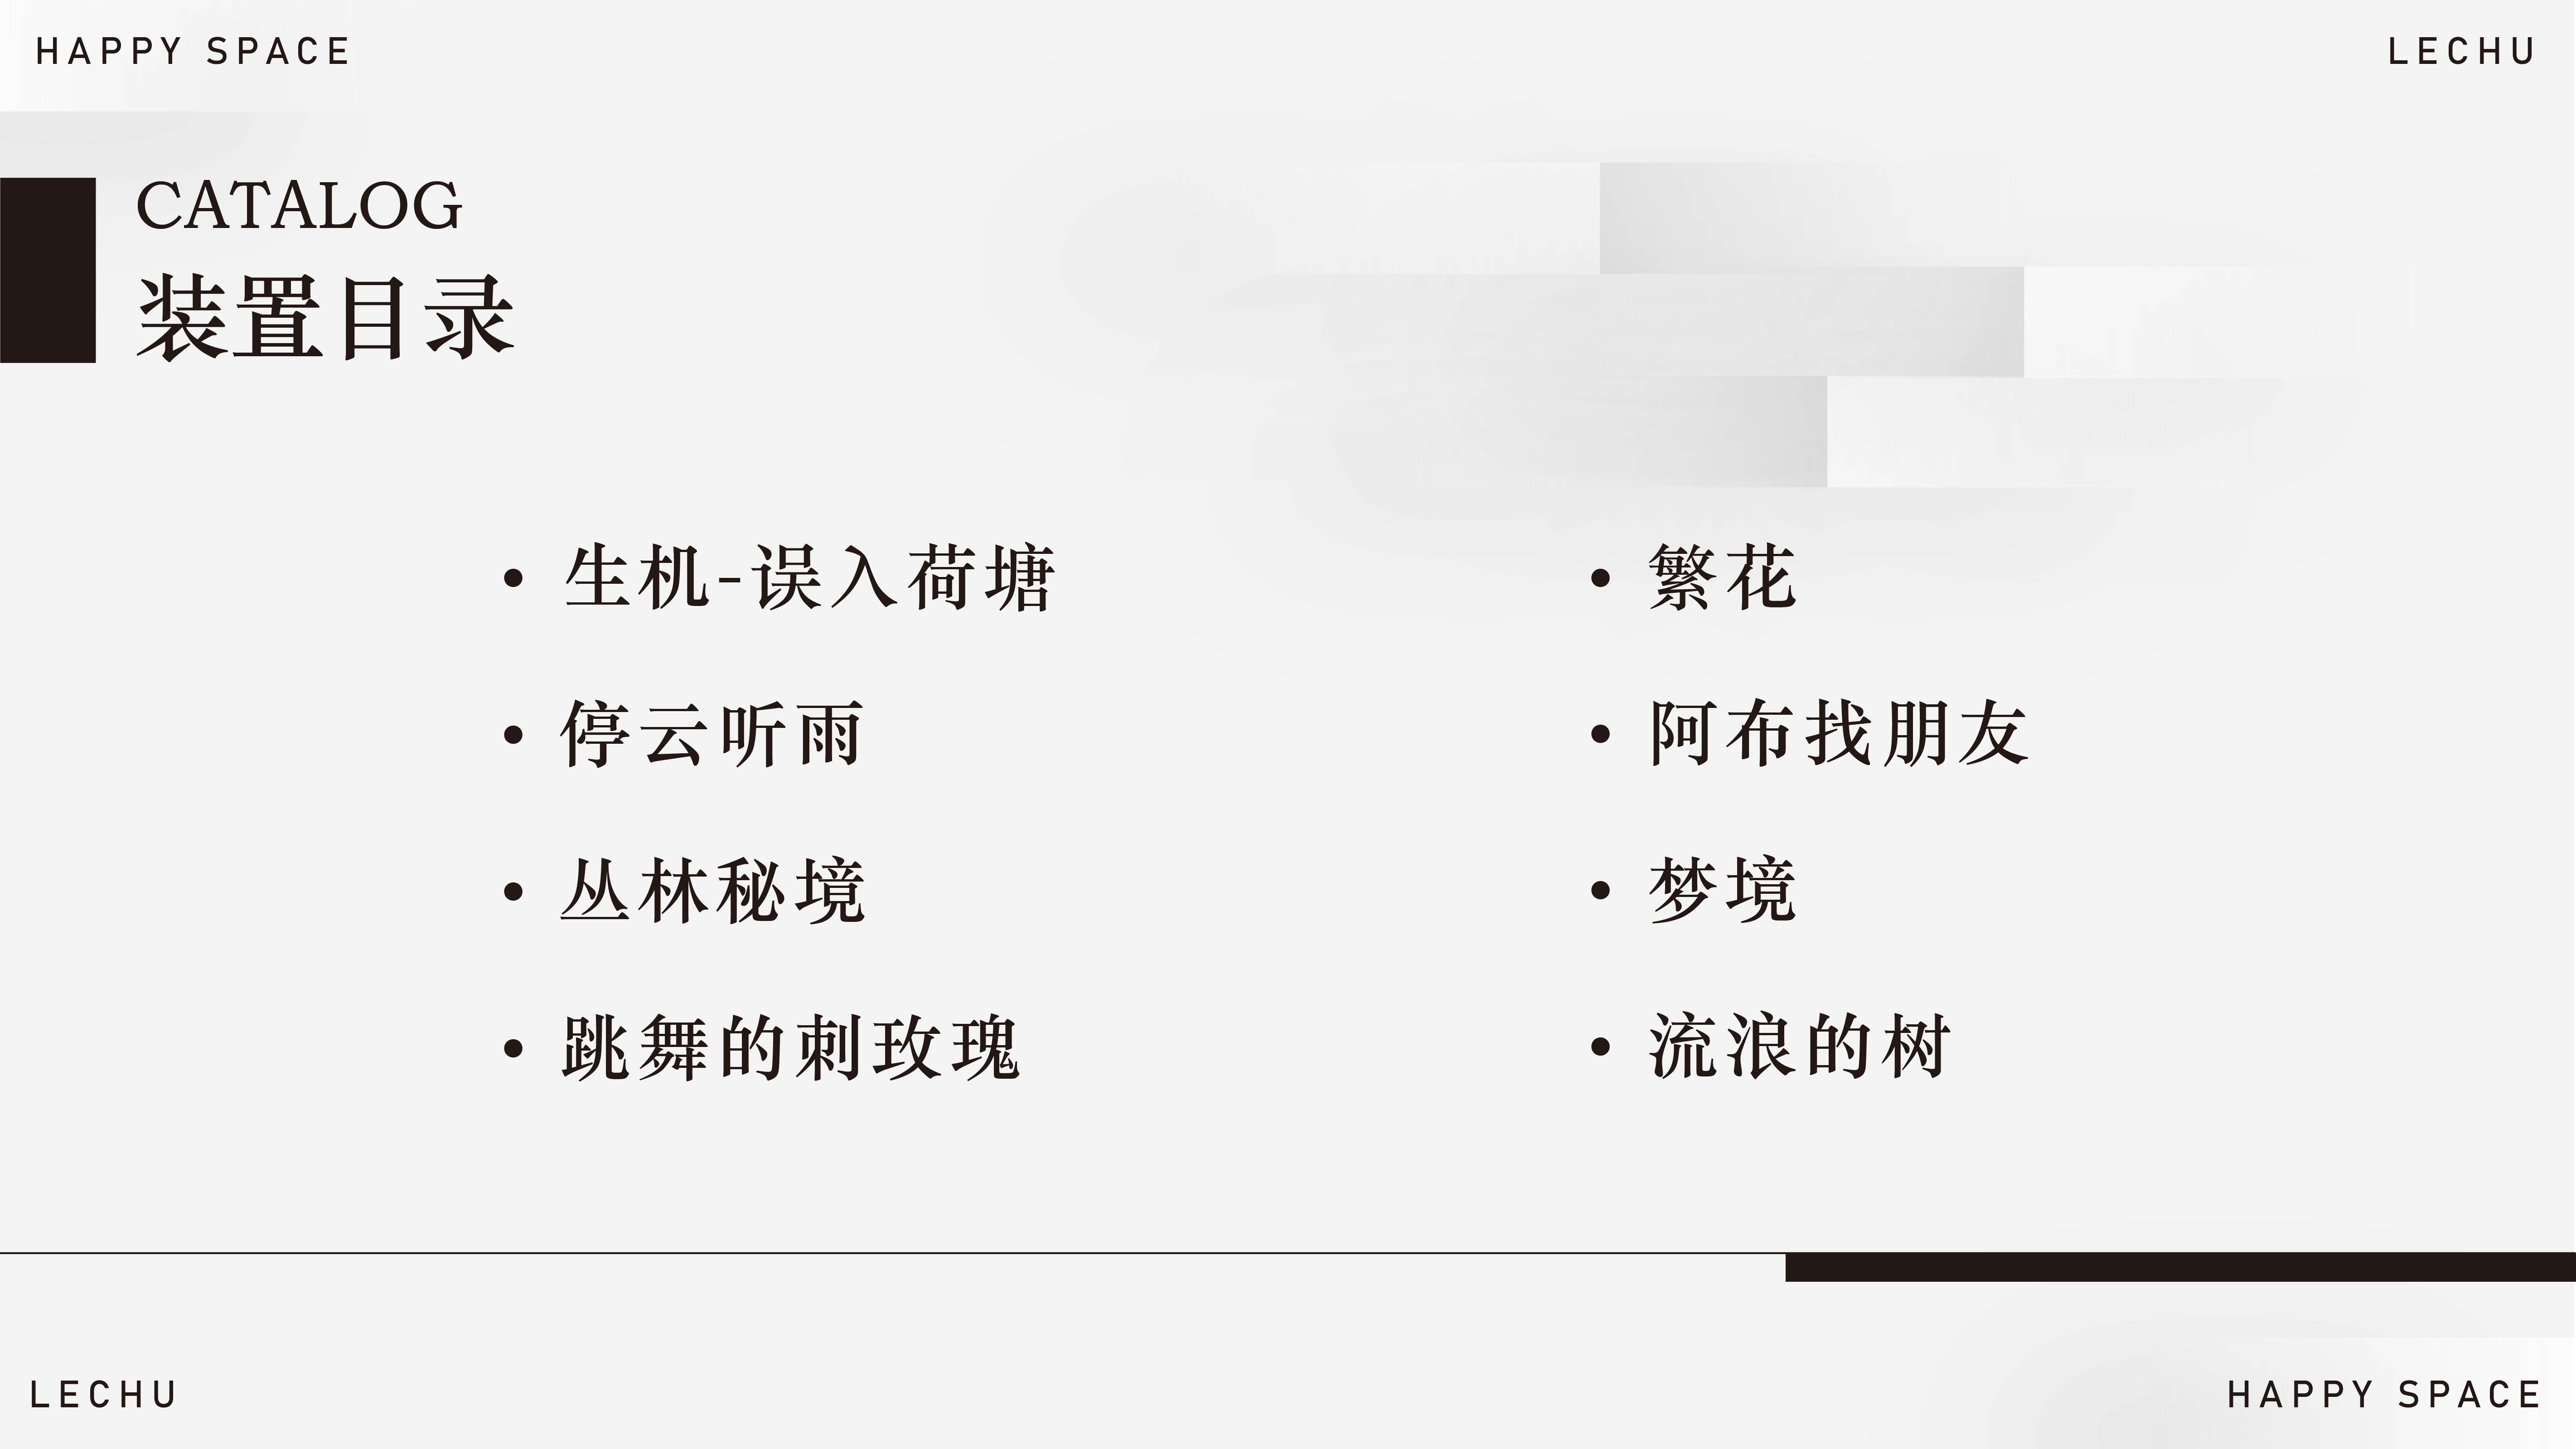 HAPPY SPACE
LECHU
CATALOG
装置目录
• 生机-误入荷塘
• 停云听雨
• 丛林秘境
• 跳舞的刺玫瑰
• 繁花
• 阿布找朋友
• 梦境
• 流浪的树
LECHU
HAPPY SPACE